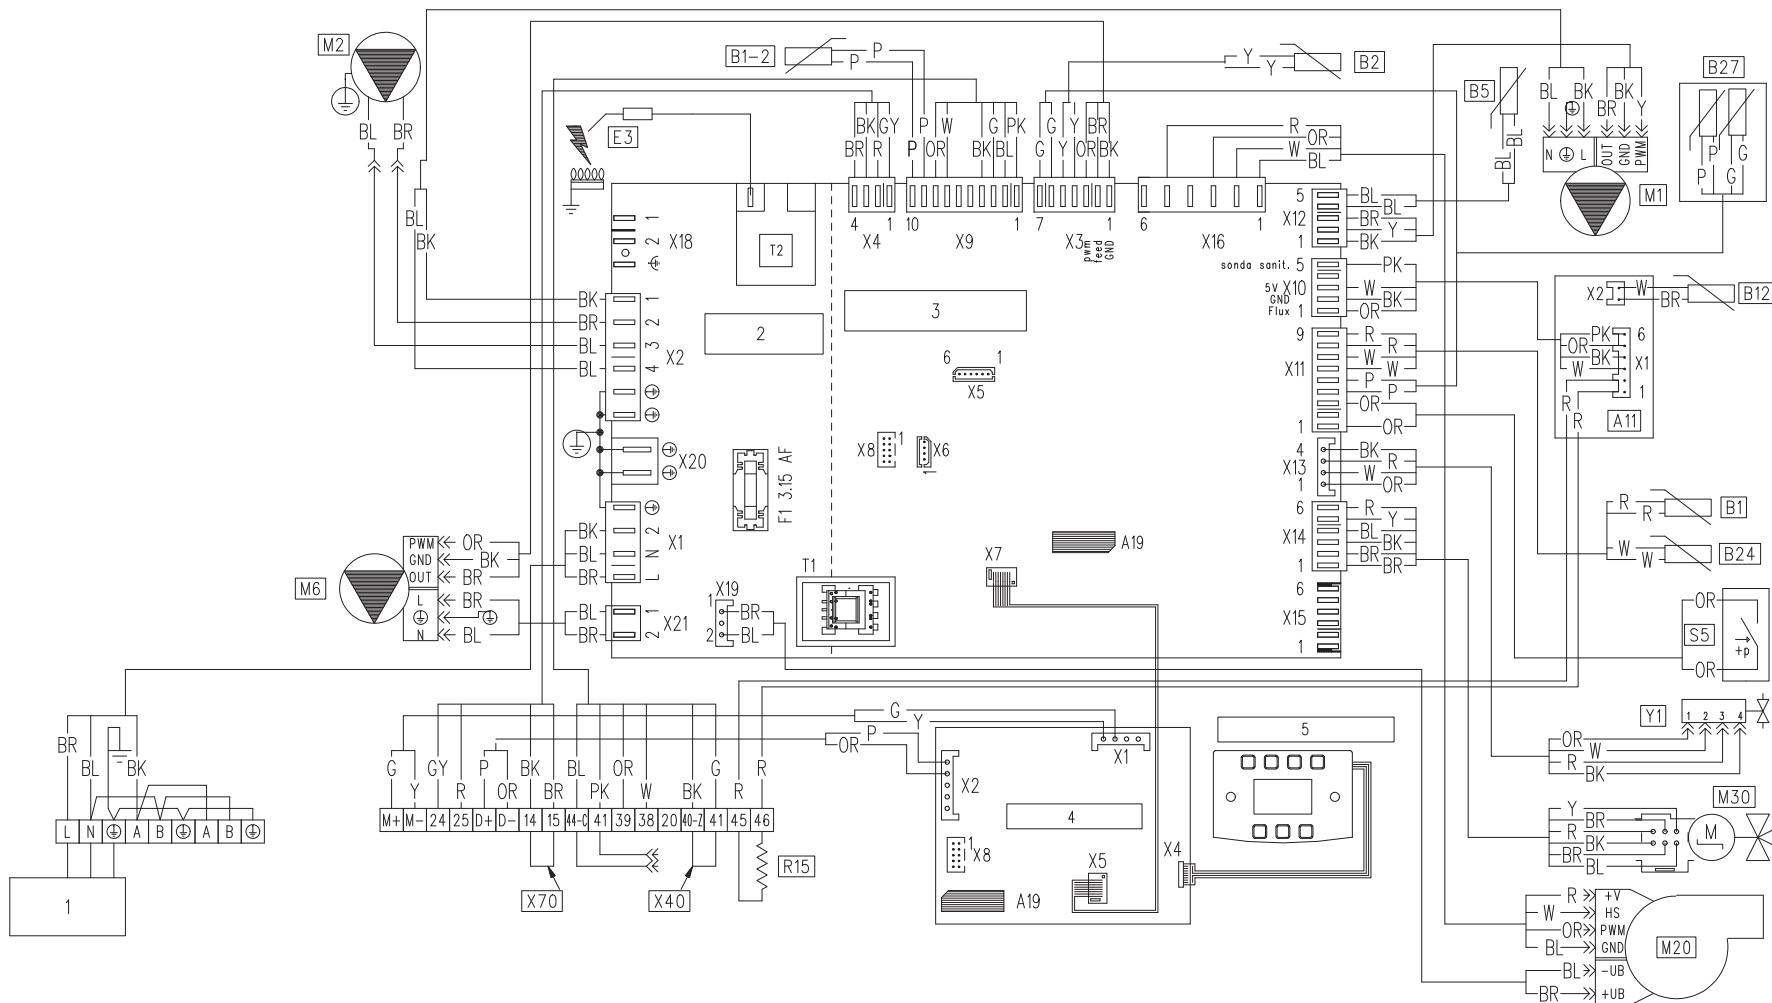 M2
BL BR
BL
BK
B1-2
P
P
E3
Y
Y
B2
B5
BL
BL
BL BK BR BK Y
N L OUT GND PWM
M1
B27
P G
P G
BK GY
BR R
P W G PK
P OR BK BL
G Y BR
G Y OR BK
R
OR
W
BL
4 1
X4
10 1
X9
7 1
X3
pwm
feed
GND
6 1
X16
T2
1
2
X18
BK 1
BR 2
BL 3
BL 4
X2
X20
2
3
6 1
X5
X8 1
X6
1
F1 3.15 AF
T1
X7
A19
5 BL
BL
X12 BR
Y
1 BK
sonda sanit. 5 PK
5V X10 W
GND BK
Flux 1 OR
9 R
R
W
X11 W
P
P
OR
1 OR
4 BK
R
X13 W
1 OR
6 R
Y
X14 BL
BK
BR
1 BR
6
X15
1
X2 W
BR
B12
PK 6
OR
BK X1
W
1
R
R
A11
R
R
B1
W
W
B24
OR
S5
+p
OR
Y1
1 2 3 4
OR
W
R
BK
M30
Y
BR
R
BK
BR
BL
M
R +V
W HS
OR PWM
BL GND
BL -UB
BR +UB
M20
BK 2
BL N
BR L
X1
BL 1
BR 2
X21
X19
1 BR
2 BL
M6
PWM OR
GND BK
OUT BR
L BR
N BL
BR
BL
BK
L N A B A B
1
G GY P BK BL OR BK G R
Y R OR BR PK W R
M+ M- 24 25 D+ D- 14 15 44-C 41 39 38 20 40-Z 41 45 46
X70
X40
R15
G
Y
P
OR
X1
X2
4
X8 1
X5
X4
A19
5